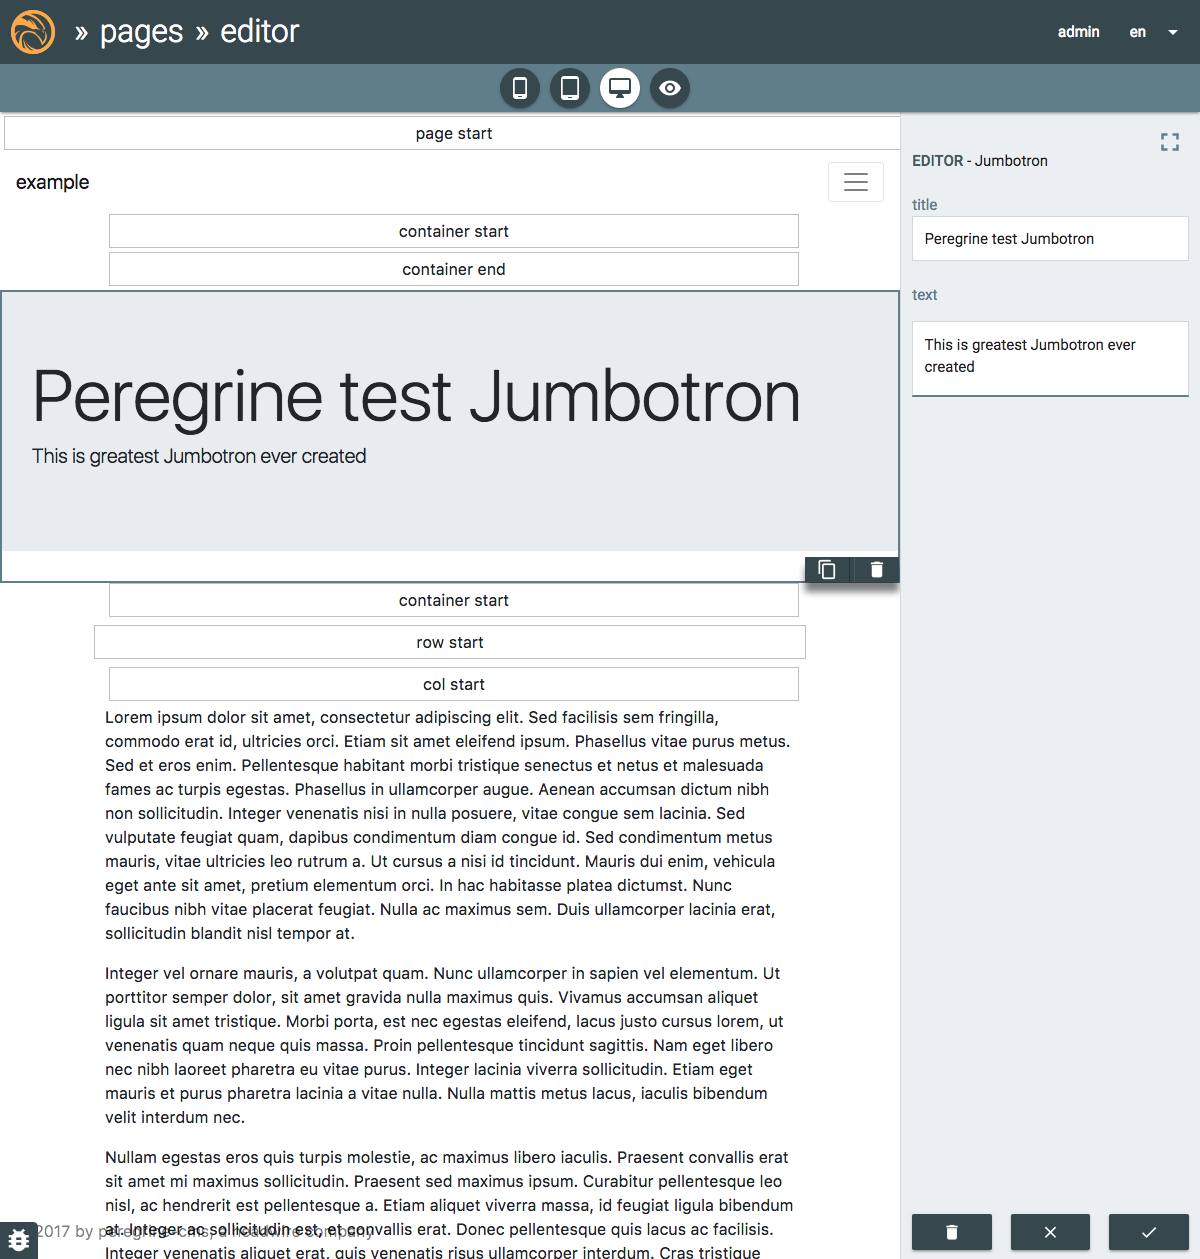 » pages » editor
admin en
page start
example
container start
container end
Peregrine test Jumbotron
This is greatest Jumbotron ever created
container start
row start
col start
Lorem ipsum dolor sit amet, consectetur adipiscing elit. Sed facilisis sem fringilla,
commodo erat id, ultricies orci. Etiam sit amet eleifend ipsum. Phasellus vitae purus metus.
Sed et eros enim. Pellentesque habitant morbi tristique senectus et netus et malesuada
fames ac turpis egestas. Phasellus in ullamcorper augue. Aenean accumsan dictum nibh
non sollicitudin. Integer venenatis nisi in nulla posuere, vitae congue sem lacinia. Sed
vulputate feugiat quam, dapibus condimentum diam congue id. Sed condimentum metus
mauris, vitae ultricies leo rutrum a. Ut cursus a nisi id tincidunt. Mauris dui enim, vehicula
eget ante sit amet, pretium elementum orci. In hac habitasse platea dictumst. Nunc
faucibus nibh vitae placerat feugiat. Nulla ac maximus sem. Duis ullamcorper lacinia erat,
sollicitudin blandit nisl tempor at.
Integer vel ornare mauris, a volutpat quam. Nunc ullamcorper in sapien vel elementum. Ut
porttitor semper dolor, sit amet gravida nulla maximus quis. Vivamus accumsan aliquet
ligula sit amet tristique. Morbi porta, est nec egestas eleifend, lacus justo cursus lorem, ut
venenatis quam neque quis massa. Proin pellentesque tincidunt sagittis. Nam eget libero
nec nibh laoreet pharetra eu vitae purus. Integer lacinia viverra sollicitudin. Etiam eget
mauris et purus pharetra lacinia a vitae nulla. Nulla mattis metus lacus, iaculis bibendum
velit interdum nec.
Nullam egestas eros quis turpis molestie, ac maximus libero iaculis. Praesent convallis erat
sit amet mi maximus sollicitudin. Praesent sed maximus ipsum. Curabitur pellentesque leo
nisl, ac hendrerit est pellentesque a. Etiam aliquet viverra massa, id feugiat ligula bibendum
at. Integer ac sollicitudin est, et convallis erat. Donec pellentesque quis lacus ac facilisis.
2017 by peregrine-cms, a headwire company
Integer venenatis aliquet erat, quis venenatis risus ullamcorper interdum. Cras tristique
EDITOR - Jumbotron
title
Peregrine test Jumbotron
text
This is greatest Jumbotron ever
created